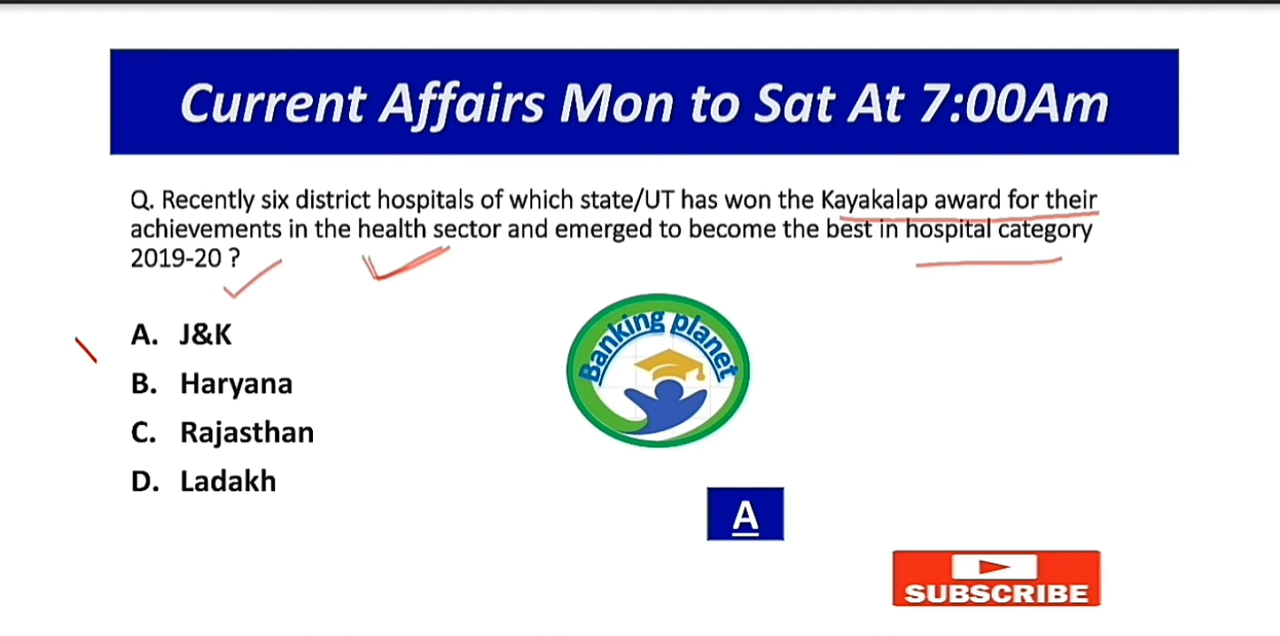 Current Affairs Mon to Sat At 7:00Am
Q. Recently six district hospitals of which state/UT has won the Kayakalap award for their
achievements in the health sector and emerged to become the best in hospital category
2019-20 ?
A. J&K
B. Haryana
C. Rajasthan
D. Ladakh
Banking planet
A
SUBSCRIBE